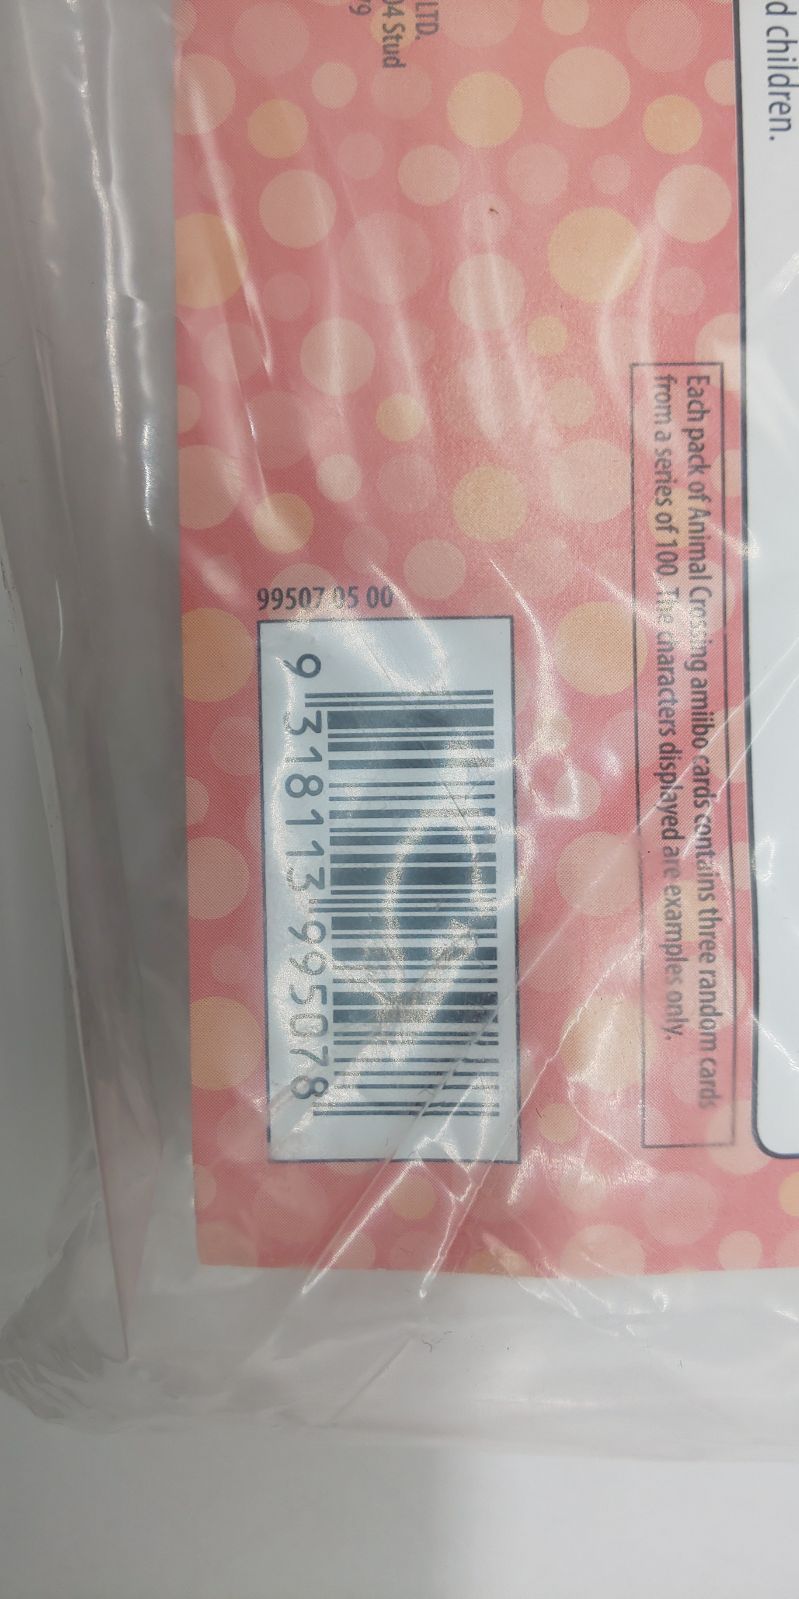 d children.
Each pack of Animal Crossing amiibo cards contains three random cards
from a series of 100. The characters displayed are examples only.
LTD.
04 Stud
99507 05 00
9 318113 995078